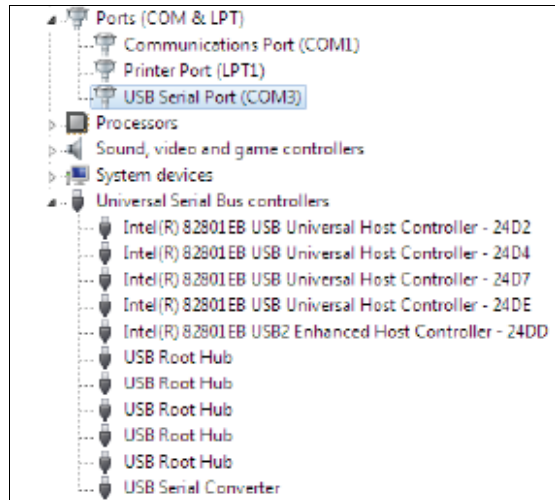 Ports (COM & LPT)
Communications Port (COM1)
Printer Port (LPT1)
USB Serial Port (COM3)
Processors
Sound, video and game controllers
System devices
Universal Serial Bus controllers
Intel(R) 82801EB USB Universal Host Controller - 24D2
Intel(R) 82801EB USB Universal Host Controller - 24D4
Intel(R) 82801EB USB Universal Host Controller - 24D7
Intel(R) 82801EB USB Universal Host Controller - 24DE
Intel(R) 82801EB USB2 Enhanced Host Controller - 24DD
USB Root Hub
USB Root Hub
USB Root Hub
USB Root Hub
USB Root Hub
USB Serial Converter